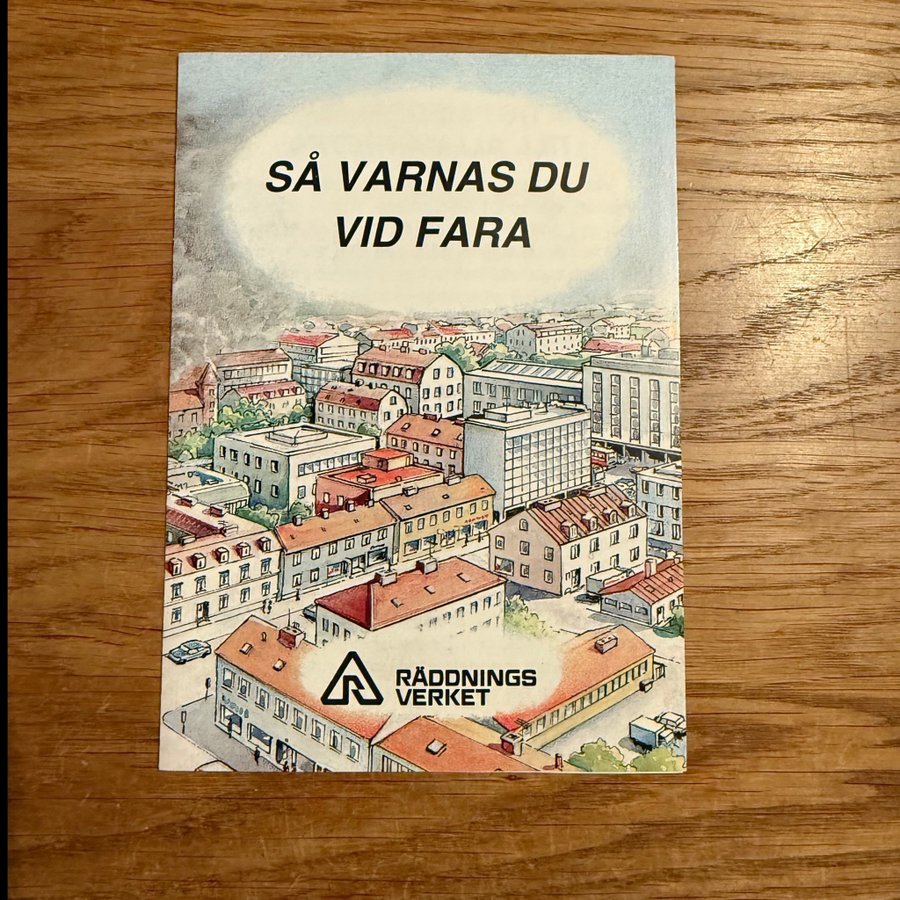 SÅ VARNAS DU
VID FARA
RÄDDNINGS
VERKET